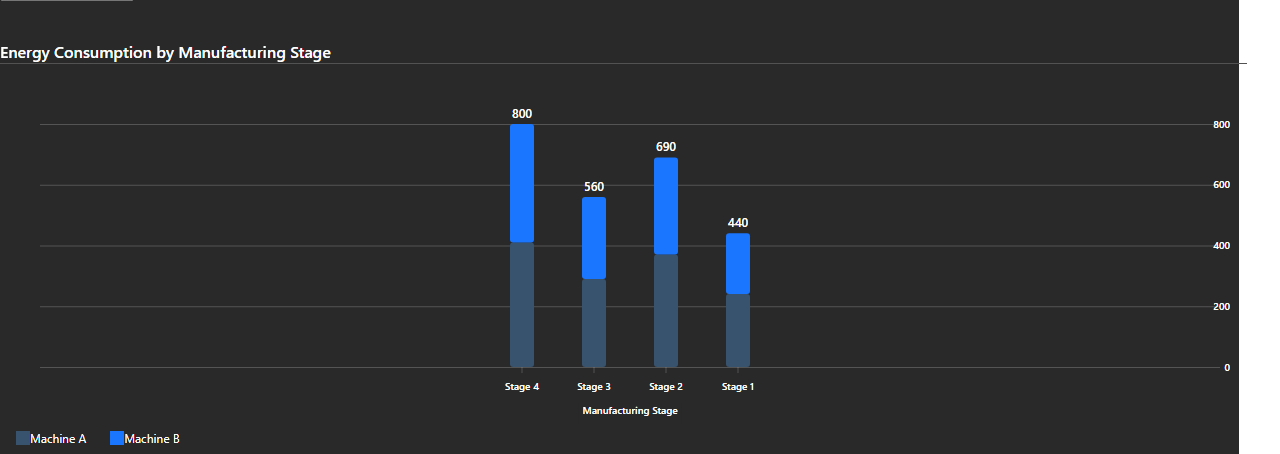 Energy Consumption by Manufacturing Stage
800
690
560
440
800
600
400
200
0
Stage 4 Stage 3 Stage 2 Stage 1
Manufacturing Stage
Machine A Machine B